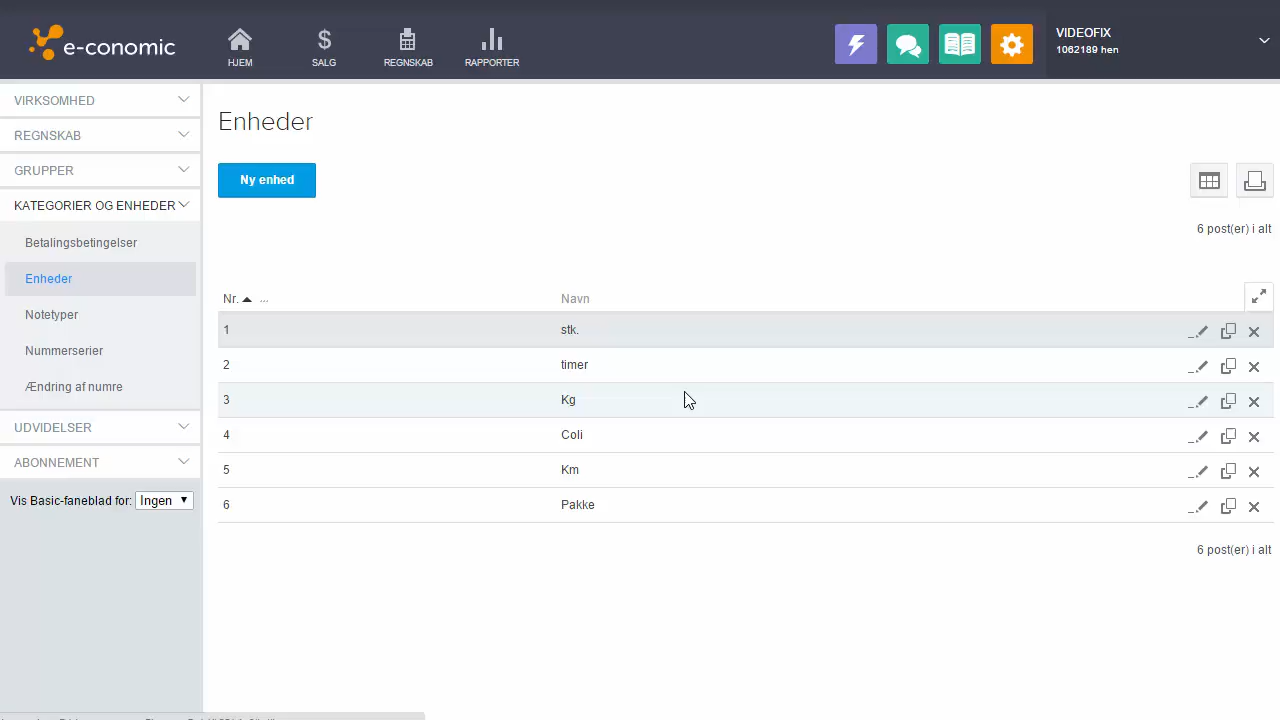 e-conomic
HJEM
SALG
REGNSKAB
RAPPORTER
VIDEOFIX
1062189 hen
VIRKSOMHED
REGNSKAB
GRUPPER
KATEGORIER OG ENHEDER
Betalingsbetingelser
Enheder
Notetyper
Nummerserier
Ændring af numre
UDVIDELSER
ABONNEMENT
Vis Basic-faneblad for: Ingen
Enheder
Ny enhed
6 post(er) i alt
Nr. ... Navn
1 stk.
2 timer
3 Kg
4 Coli
5 Km
6 Pakke
6 post(er) i alt